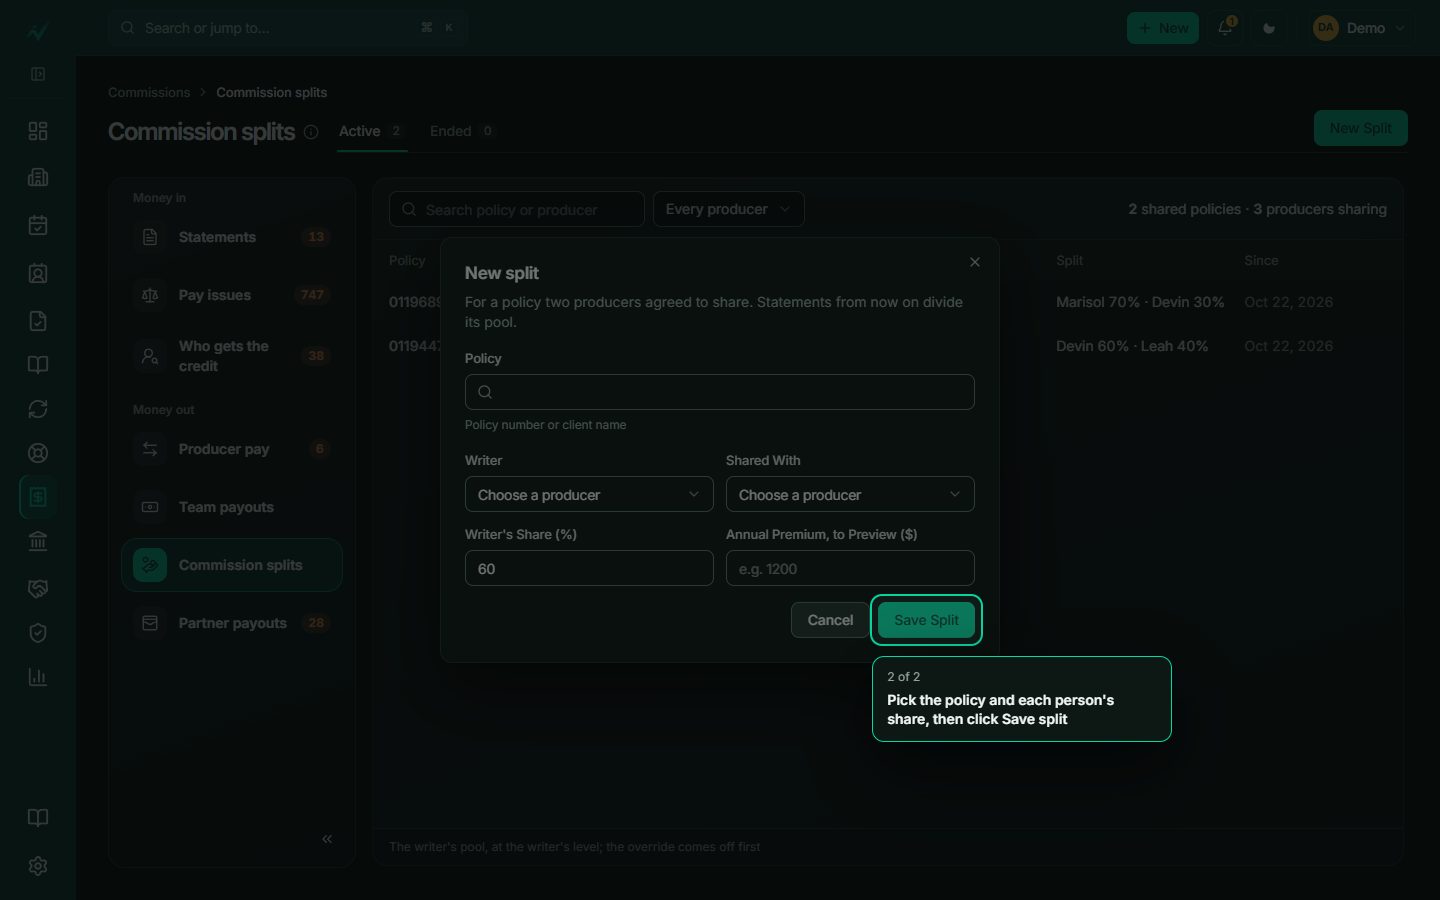 Search or jump to...
⌘ K
New
1
DA
Demo
Commissions > Commission splits
Commission splits
Active 2
Ended 0
New Split
Money in
Statements 13
Pay issues 747
Who gets the
credit
38
Money out
Producer pay 6
Team payouts
Commission splits
Partner payouts 28
Search policy or producer
Every producer
2 shared policies · 3 producers sharing
Policy
Split
Since
Marisol 70% · Devin 30%
Oct 22, 2026
Devin 60% · Leah 40%
Oct 22, 2026
New split
For a policy two producers agreed to share. Statements from now on divide
its pool.
Policy
Policy number or client name
Writer
Shared With
Choose a producer
Choose a producer
Writer's Share (%)
Annual Premium, to Preview ($)
60
e.g. 1200
Cancel
Save Split
2 of 2
Pick the policy and each person's
share, then click Save split
The writer's pool, at the writer's level; the override comes off first